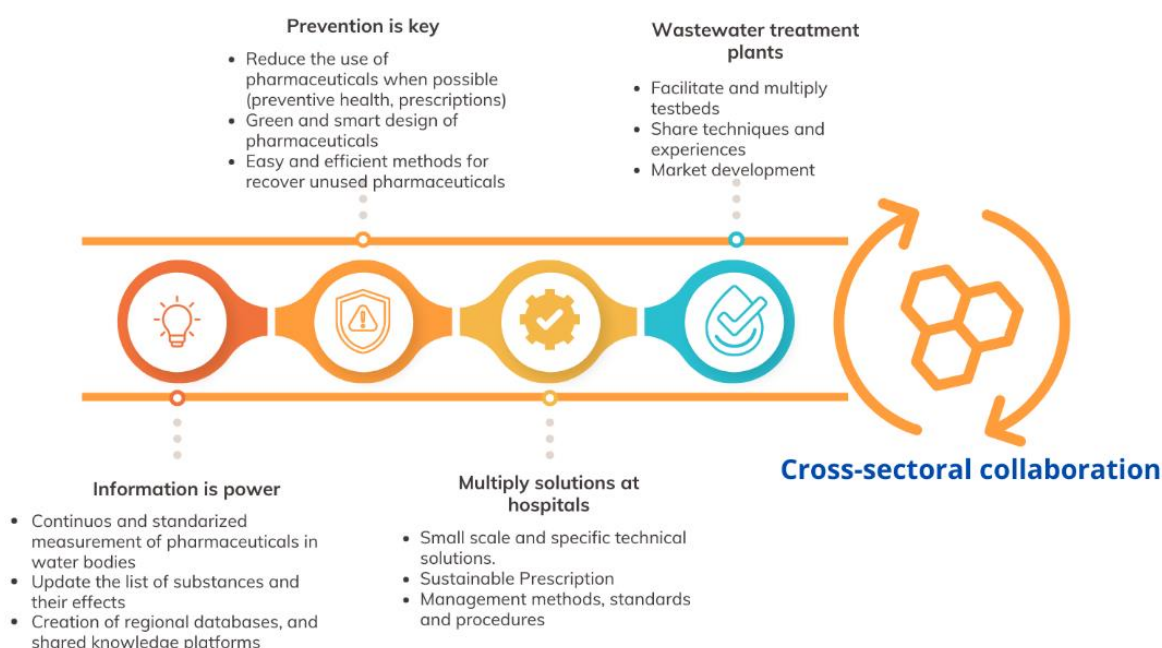 Prevention is key
• Reduce the use of
pharmaceuticals when possible
(preventive health, prescriptions)
• Green and smart design of
pharmaceuticals
• Easy and efficient methods for
recover unused pharmaceuticals
Wastewater treatment
plants
• Facilitate and multiply
testbeds
• Share techniques and
experiences
• Market development
Cross-sectoral collaboration
Information is power
• Continuos and standarized
measurement of pharmaceuticals in
water bodies
• Update the list of substances and
their effects
• Creation of regional databases, and
shared knowledge platforms
Multiply solutions at
hospitals
• Small scale and specific technical
solutions.
• Sustainable Prescription
• Management methods, standards
and procedures